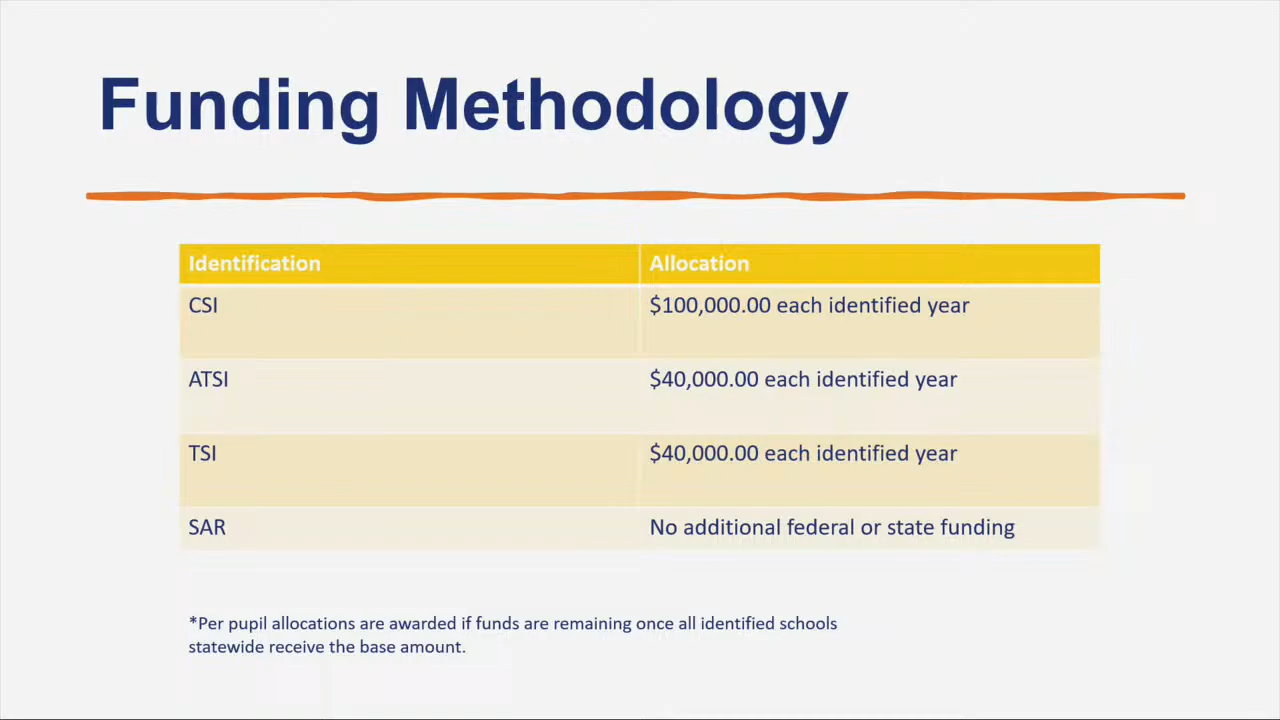 Funding Methodology
Identification Allocation
CSI $100,000.00 each identified year
ATSI $40,000.00 each identified year
TSI $40,000.00 each identified year
SAR No additional federal or state funding
*Per pupil allocations are awarded if funds are remaining once all identified schools
statewide receive the base amount.